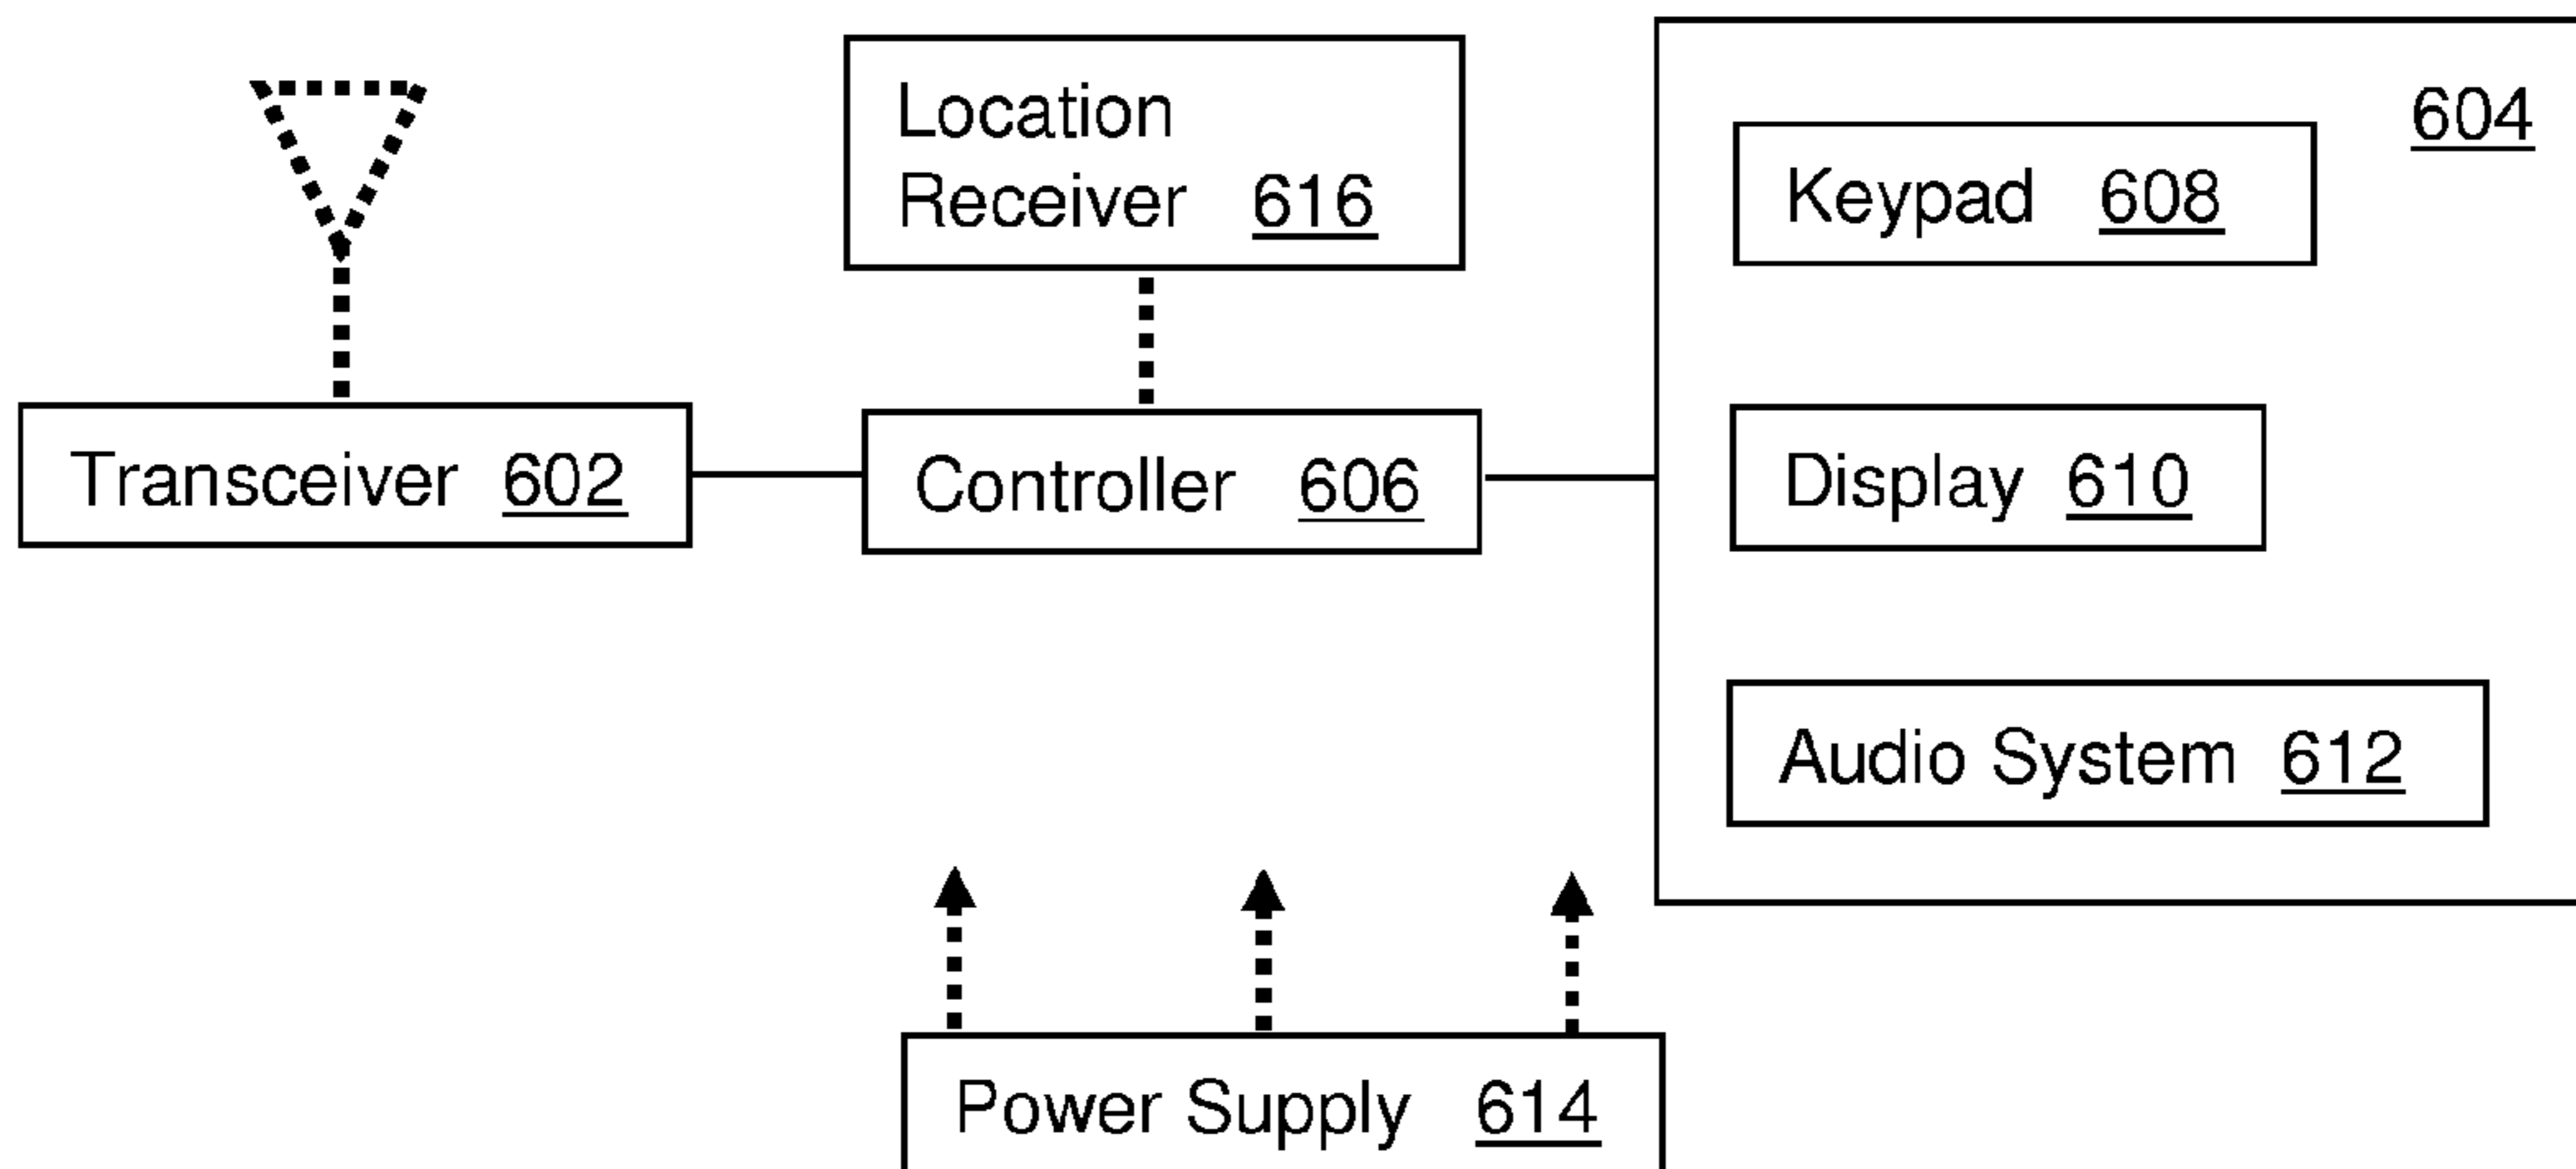 Location
Receiver 616
604
Keypad 608
Transceiver 602
Controller 606
Display 610
Audio System 612
Power Supply 614